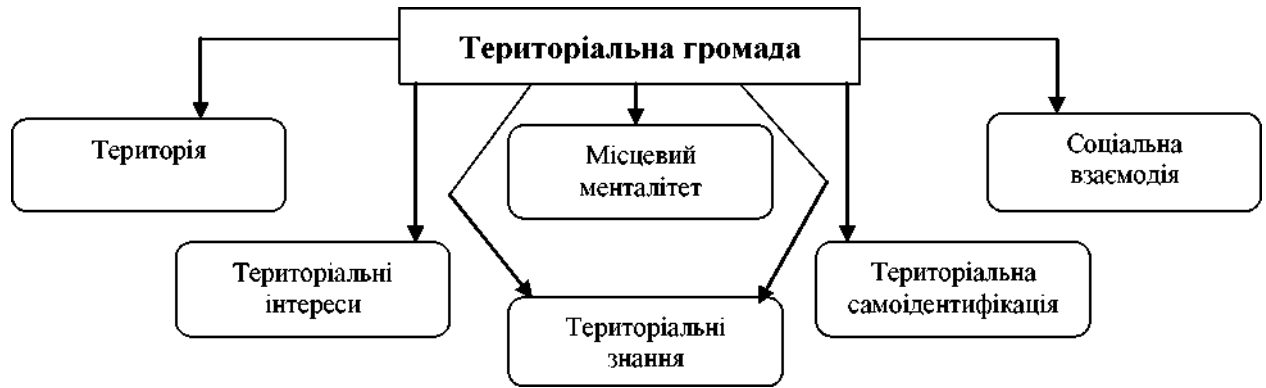 Територіальна громада
Територія
Місцевий
менталітет
Соціальна
взаємодія
Територіальні
інтереси
Територіальна
самоідентифікація
Територіальні
знання